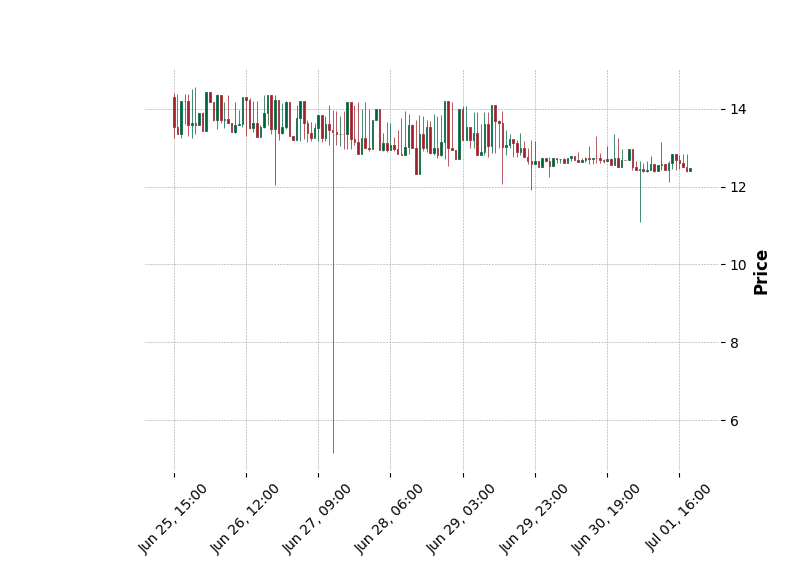 14
12
10
8
6
Price
Jun 25, 15:00
Jun 26, 12:00
Jun 27, 09:00
Jun 28, 06:00
Jun 29, 03:00
Jun 29, 23:00
Jun 30, 19:00
Jul 01, 16:00